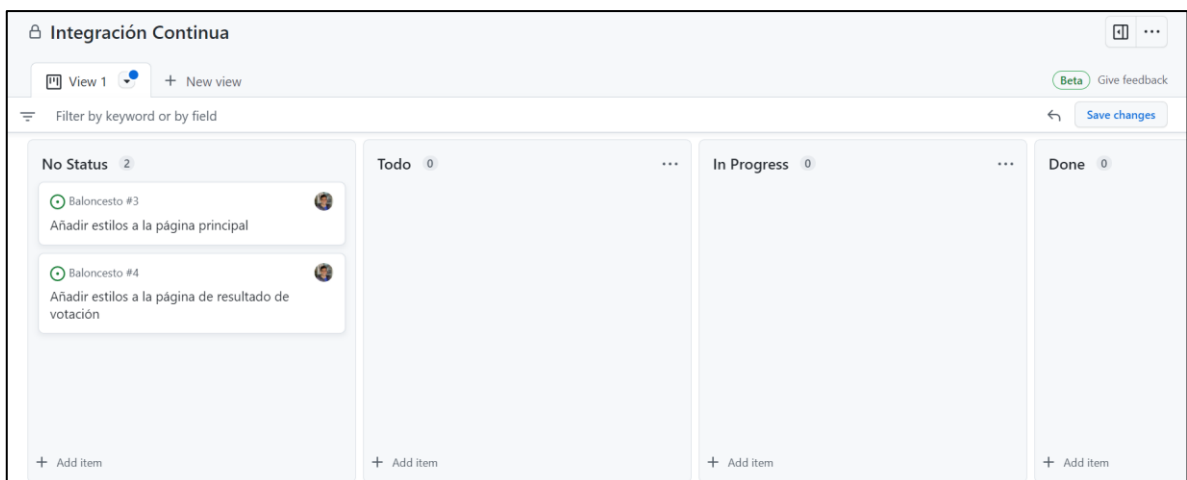 Integración Continua
View 1
New view
Beta
Give feedback
Filter by keyword or by field
Save changes
No Status 2
Baloncesto #3
Añadir estilos a la página principal
Baloncesto #4
Añadir estilos a la página de resultado de
votación
+ Add item
Todo 0
+ Add item
In Progress 0
+ Add item
Done 0
+ Add item